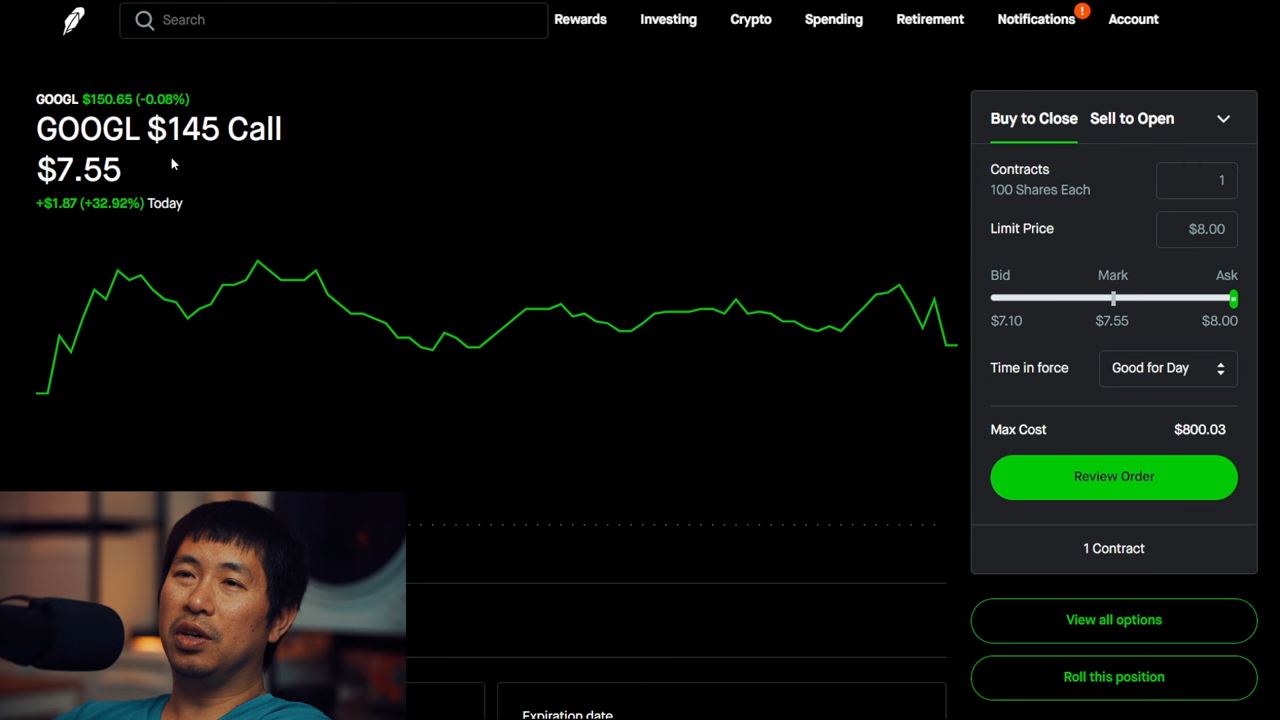 Search
Rewards
Investing
Crypto
Spending
Retirement
Notifications
!
Account
GOOGL $150.65 (-0.08%)
GOOGL $145 Call
$7.55
+$1.87 (+32.92%) Today
Buy to Close
Sell to Open
Contracts
1
100 Shares Each
Limit Price
$8.00
Bid
Mark
Ask
$7.10
$7.55
$8.00
Time in force
Good for Day
Max Cost
$800.03
Review Order
1 Contract
View all options
Roll this position
Expiration date